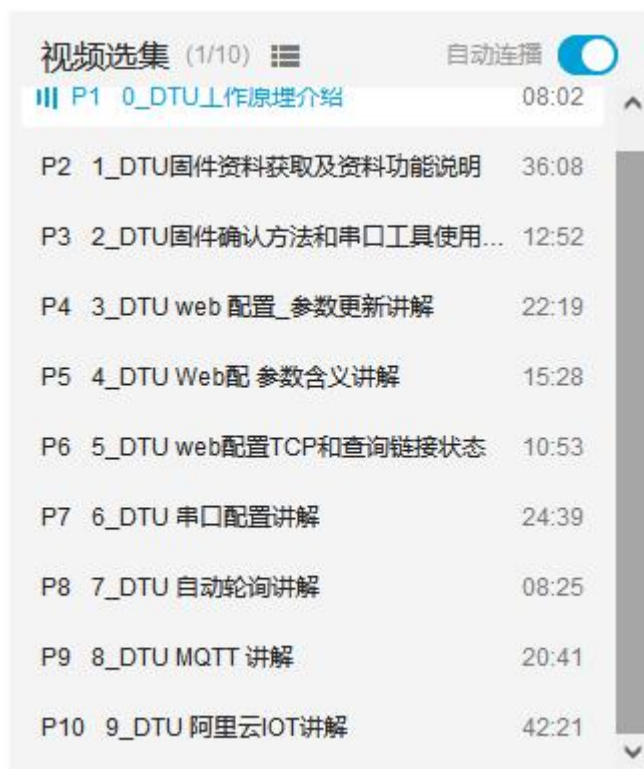 视频选集 (1/10) 自动连播
P1 0_DTU工作原理介绍 08:02
P2 1_DTU固件资料获取及资料功能说明 36:08
P3 2_DTU固件确认方法和串口工具使用... 12:52
P4 3_DTU web 配置_参数更新讲解 22:19
P5 4_DTU Web配 参数含义讲解 15:28
P6 5_DTU web配置TCP和查询链接状态 10:53
P7 6_DTU 串口配置讲解 24:39
P8 7_DTU 自动轮询讲解 08:25
P9 8_DTU MQTT 讲解 20:41
P10 9_DTU 阿里云IOT讲解 42:21